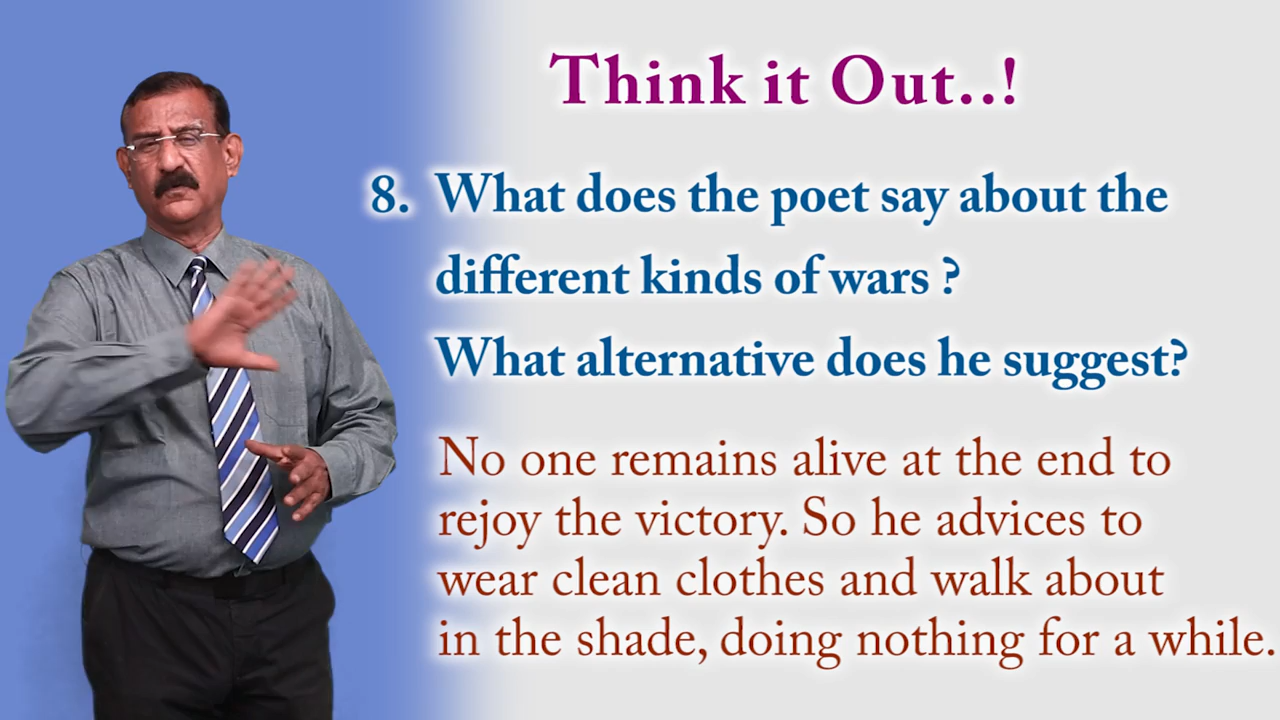 Think it Out..!
8. What does the poet say about the
different kinds of wars ?
What alternative does he suggest?
No one remains alive at the end to
rejoy the victory. So he advices to
wear clean clothes and walk about
in the shade, doing nothing for a while.